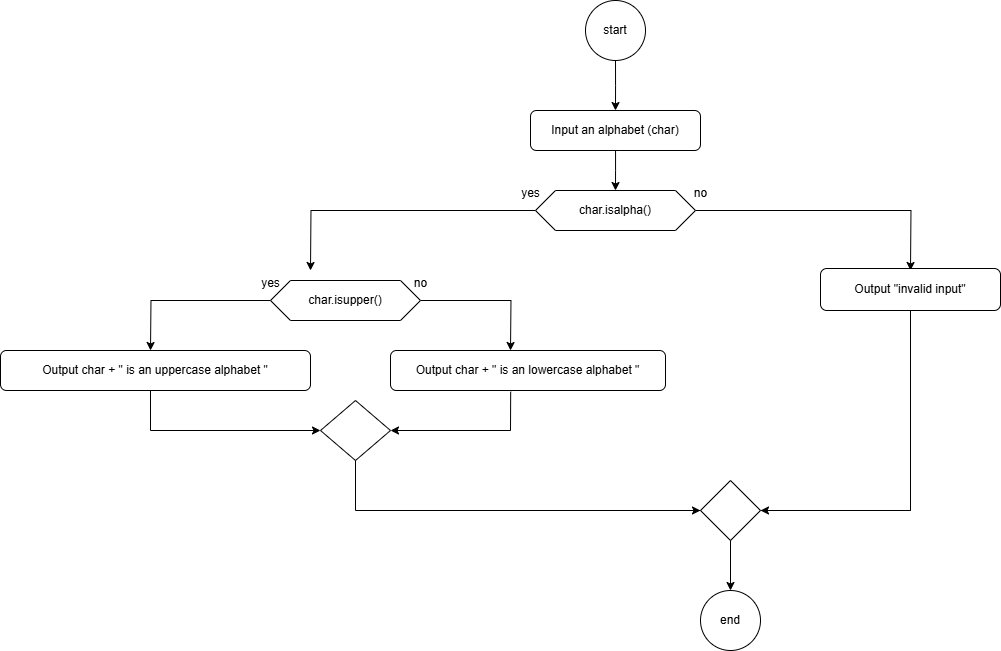 start
Input an alphabet (char)
yes
no
char.isalpha()
yes
no
char.isupper()
Output "invalid input"
Output char + " is an uppercase alphabet "
Output char + " is an lowercase alphabet "
end